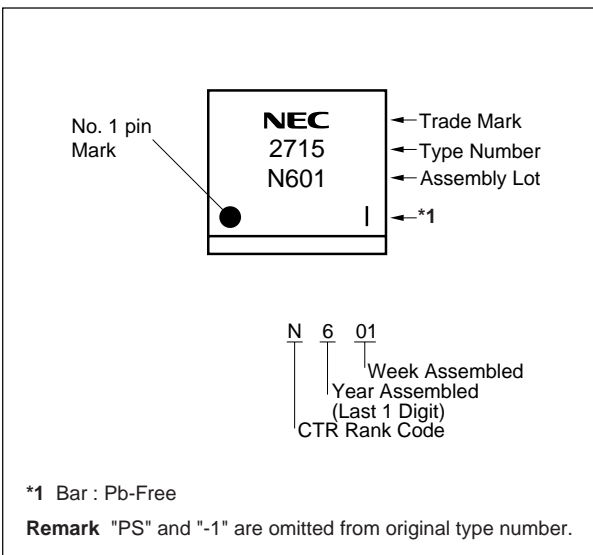 No. 1 pin
Mark
NEC
2715
N601
Trade Mark
Type Number
Assembly Lot
*1
N 6 01
Week Assembled
Year Assembled
(Last 1 Digit)
CTR Rank Code
*1 Bar : Pb-Free
Remark "PS" and "-1" are omitted from original type number.